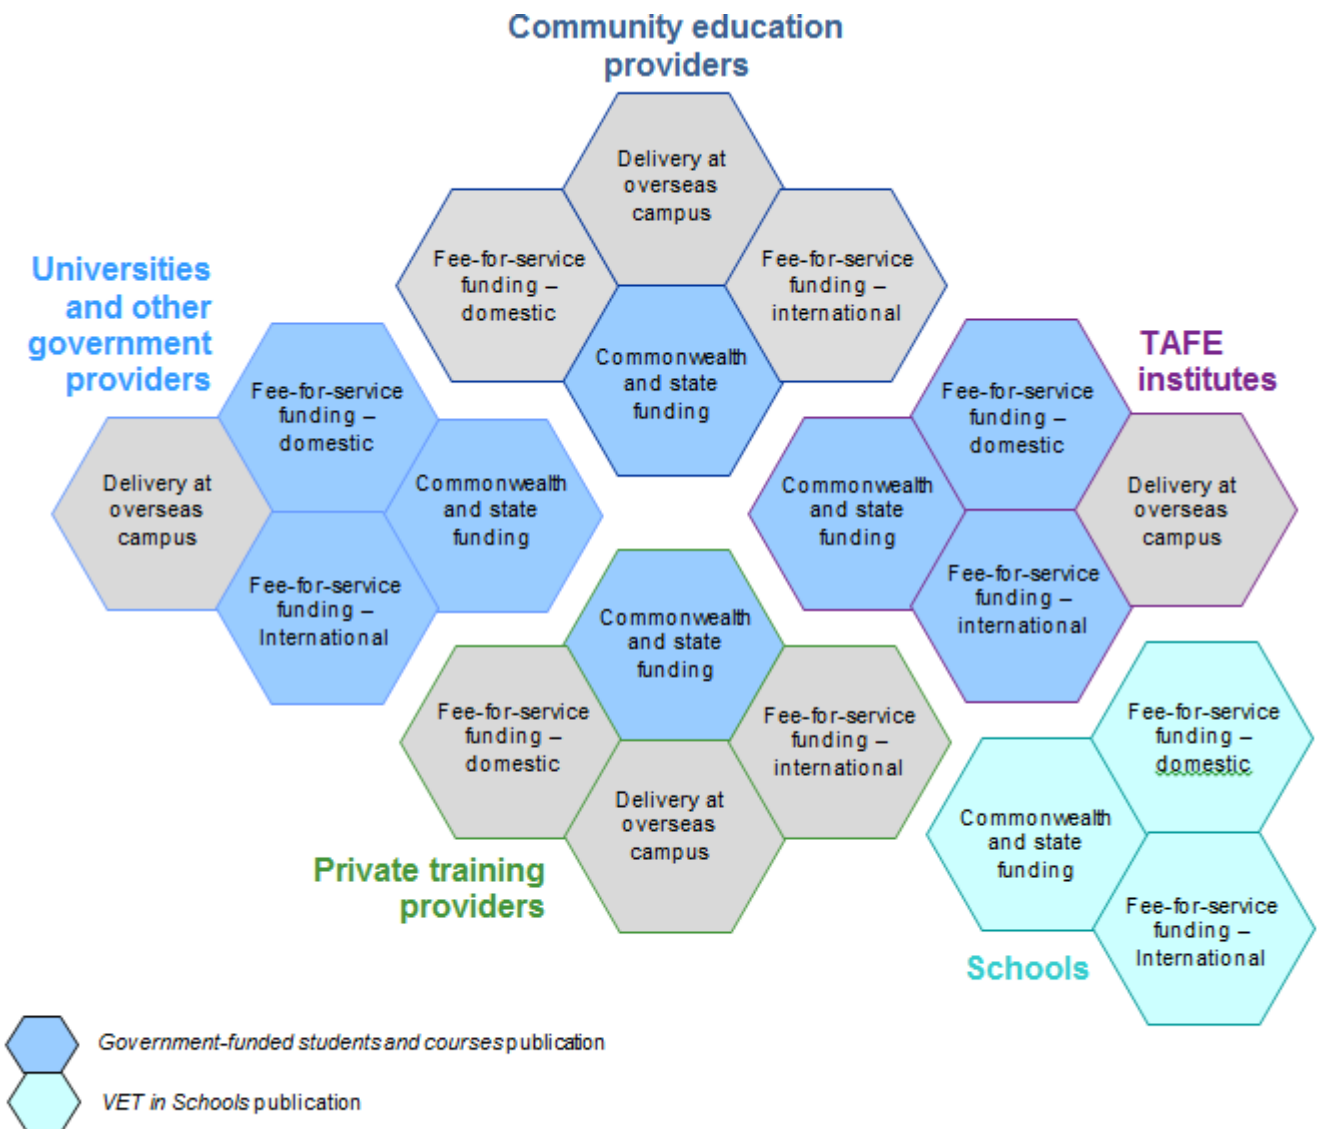 Community education
providers
Delivery at
overseas
campus
Fee-for-service
funding –
domestic
Fee-for-service
funding –
international
Commonwealth
and state
funding
Universities
and other
government
providers
Fee-for-service
funding –
domestic
Delivery at
overseas
campus
Commonwealth
and state
funding
Fee-for-service
funding –
International
TAFE
institutes
Fee-for-service
funding –
domestic
Commonwealth
and state
funding
Delivery at
overseas
campus
Fee-for-service
funding –
international
Commonwealth
and state
funding
Fee-for-service
funding –
domestic
Fee-for-service
funding –
international
Delivery at
overseas
campus
Private training
providers
Fee-for-service
funding –
domestic
Commonwealth
and state
funding
Fee-for-service
funding –
International
Schools
Government-funded students and courses publication
VET in Schools publication